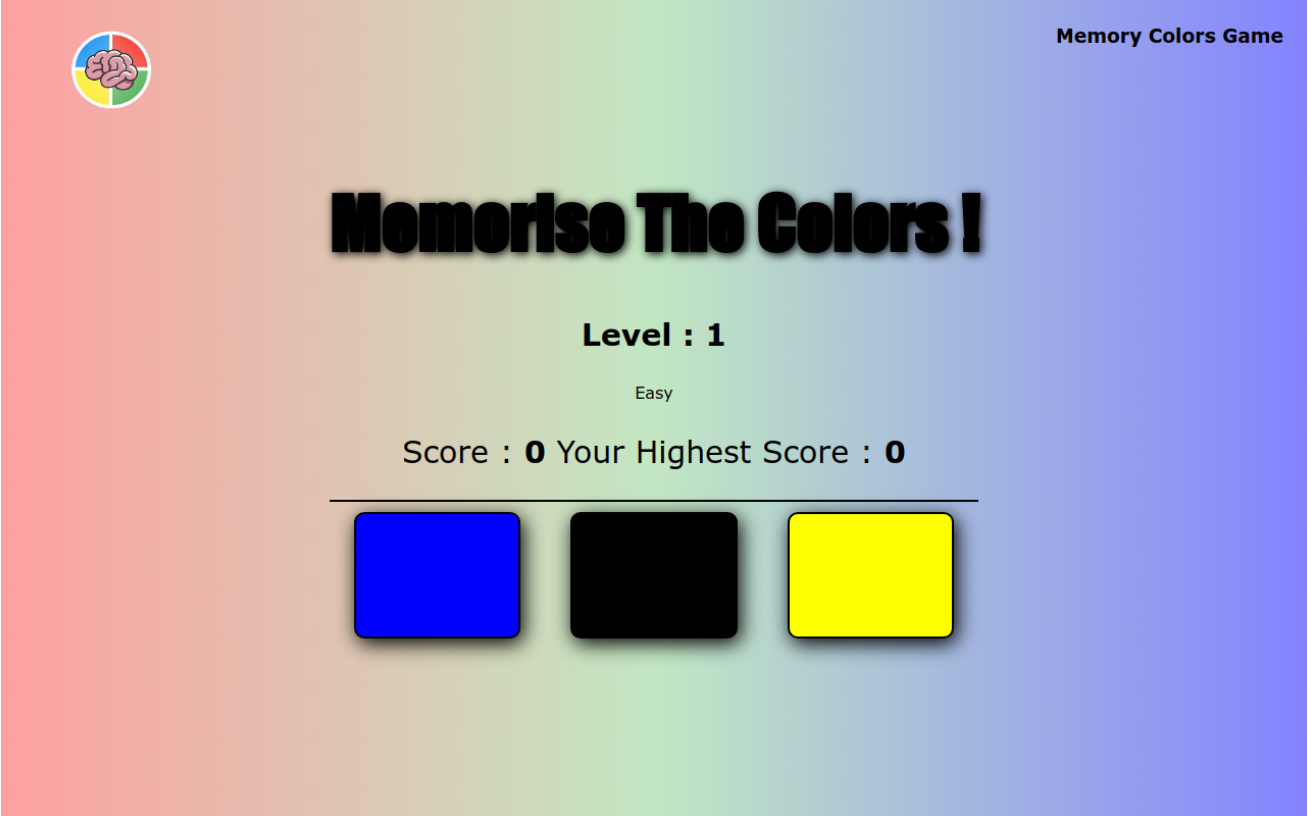 Memory Colors Game
Memorise The Colors !
Level : 1
Easy
Score : 0 Your Highest Score : 0